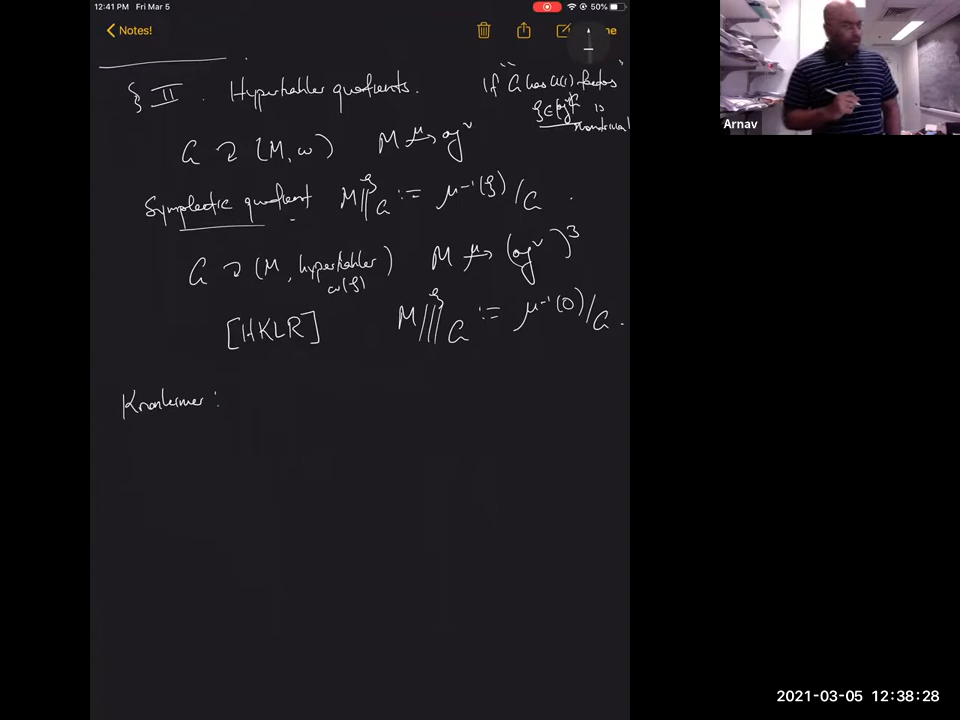 12:41 PM Fri Mar 5
50%
Notes!
§ II. Hyperkahler quotients.
If "G has U(1) factors"
ξ ∈ is nontrivial
G ↷ (M, ω) M →^μ 𝔤^∨
Symplectic quotient M //^ξ G := μ^{-1}(ξ)/G.
G ↷ (M, hyperkahler) M →^μ (𝔤^∨)^3
ω(ξ)
[HKLR] M ///^ξ G := μ^{-1}(0)/G.
Kronheimer:
Arnav
2021-03-05 12:38:28